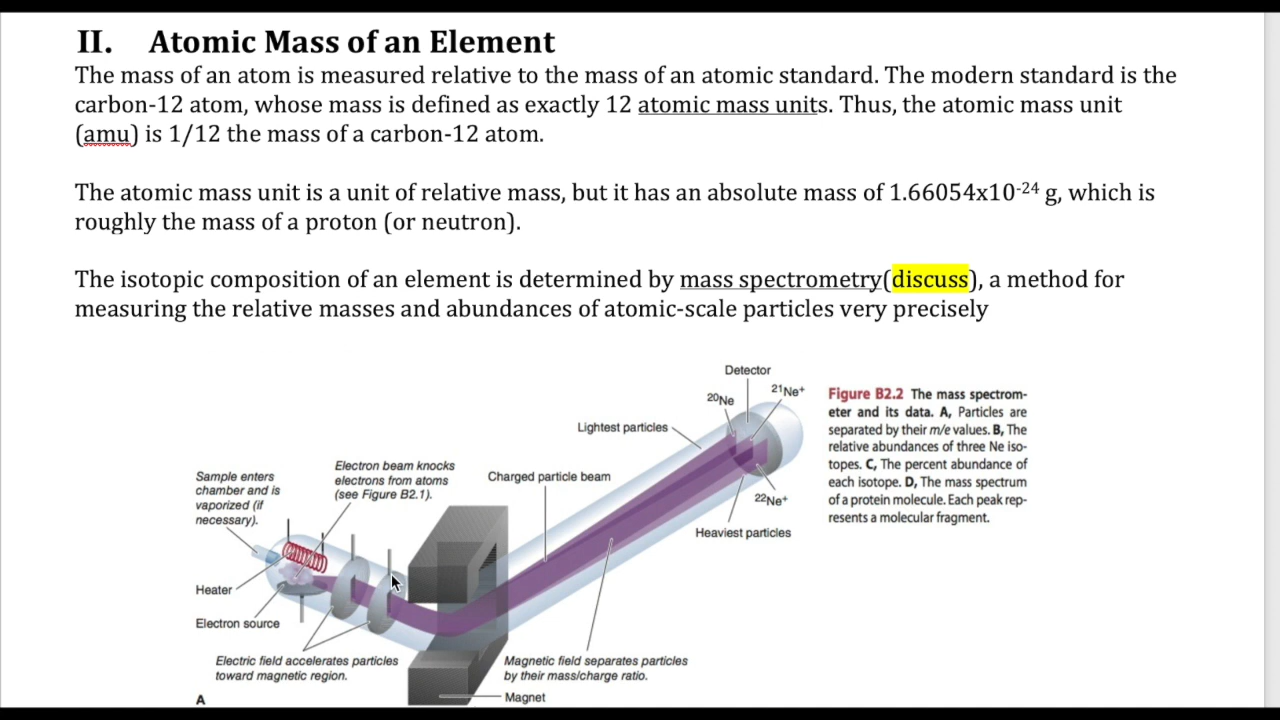 II. Atomic Mass of an Element
The mass of an atom is measured relative to the mass of an atomic standard. The modern standard is the
carbon-12 atom, whose mass is defined as exactly 12 atomic mass units. Thus, the atomic mass unit
(amu) is 1/12 the mass of a carbon-12 atom.
The atomic mass unit is a unit of relative mass, but it has an absolute mass of 1.66054x10⁻²⁴ g, which is
roughly the mass of a proton (or neutron).
The isotopic composition of an element is determined by mass spectrometry(discuss), a method for
measuring the relative masses and abundances of atomic-scale particles very precisely
Detector
²⁰Ne
²¹Ne⁺
Lightest particles
Charged particle beam
²²Ne⁺
Heaviest particles
Sample enters
chamber and is
vaporized (if
necessary).
Electron beam knocks
electrons from atoms
(see Figure B2.1).
Heater
Electron source
Electric field accelerates particles
toward magnetic region.
Magnetic field separates particles
by their mass/charge ratio.
Magnet
A
Figure B2.2 The mass spectrom-
eter and its data. A, Particles are
separated by their m/e values. B, The
relative abundances of three Ne iso-
topes. C, The percent abundance of
each isotope. D, The mass spectrum
of a protein molecule. Each peak rep-
resents a molecular fragment.